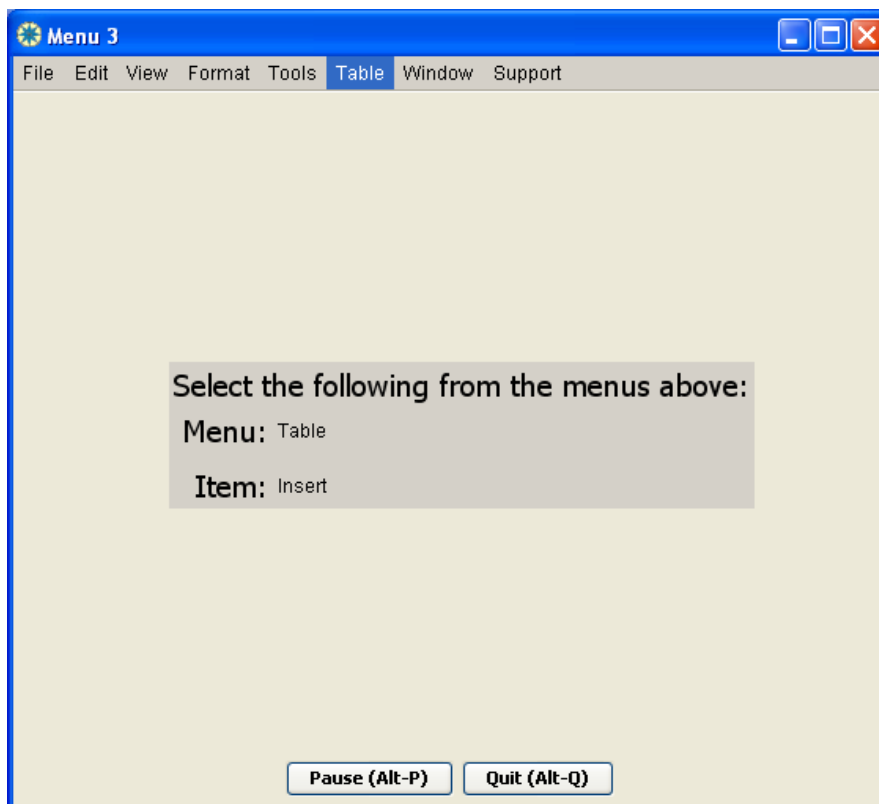 Menu 3
File Edit View Format Tools Table Window Support
Select the following from the menus above:
Menu: Table
Item: Insert
Pause (Alt-P) Quit (Alt-Q)